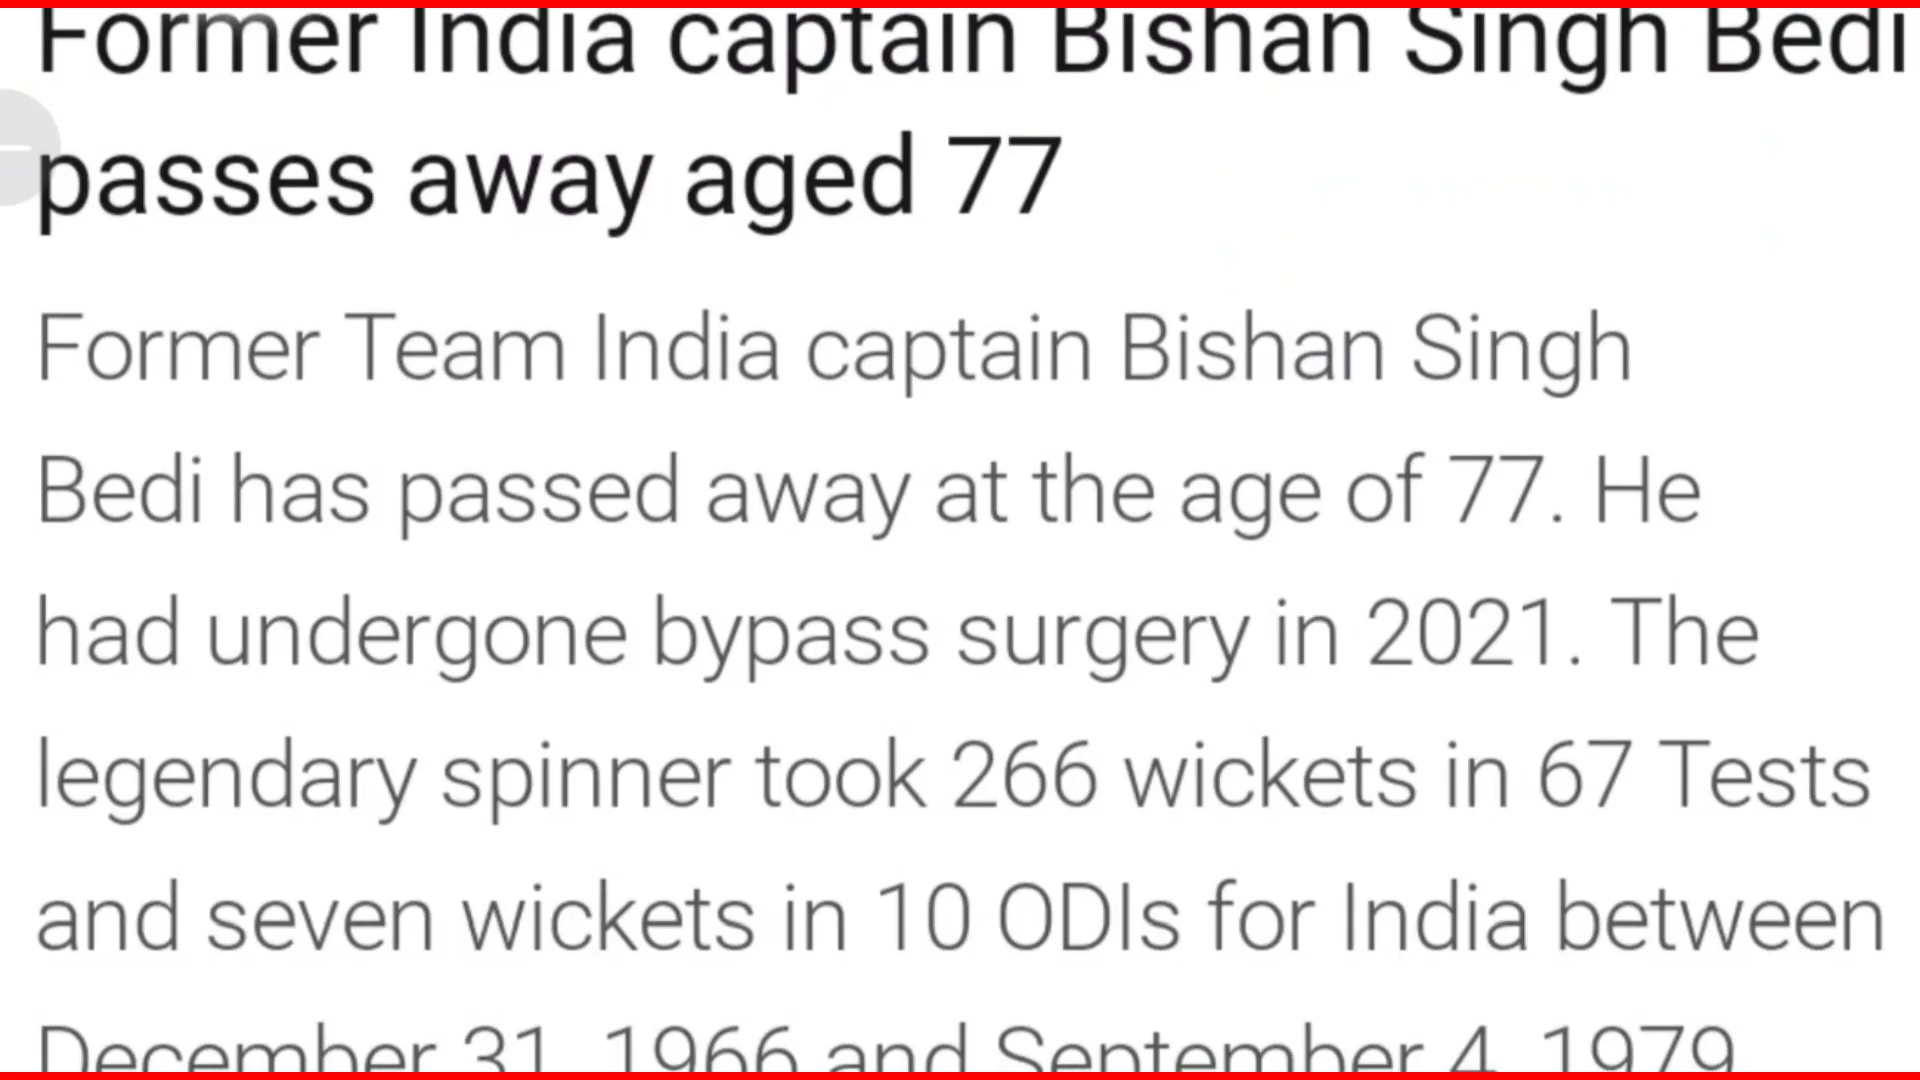 Former India captain Bishan Singh Bedi
passes away aged 77
Former Team India captain Bishan Singh
Bedi has passed away at the age of 77. He
had undergone bypass surgery in 2021. The
legendary spinner took 266 wickets in 67 Tests
and seven wickets in 10 ODIs for India between
December 31, 1966 and September 4, 1979